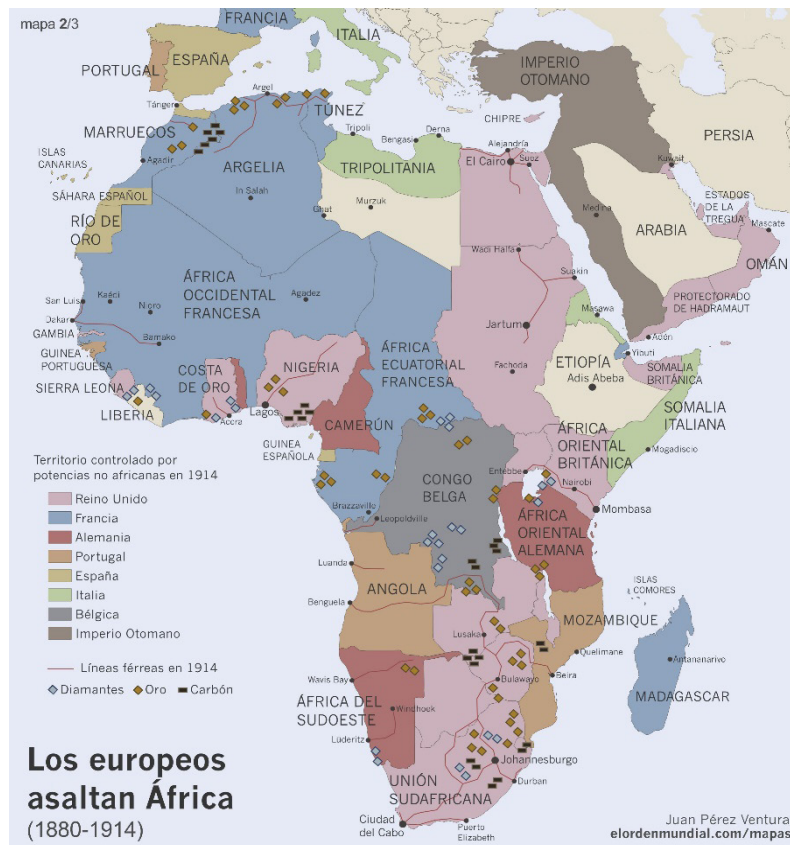 mapa 2/3
FRANCIA
ITALIA
ESPAÑA
PORTUGAL
IMPERIO
OTOMANO
Argel
Tánger
TÚNEZ
CHIPRE
MARRUECOS
Trípoli
Derna
Bengasi
Alejandría
PERSIA
ISLAS
CANARIAS
Agadir
ARGELIA
TRIPOLITANIA
El Cairo
Suez
Kuwait
SÁHARA ESPAÑOL
In Salah
Murzuk
Medina
ESTADOS
DE LA
TREGUA
RÍO DE
ORO
Ghat
ARABIA
Mascate
Wadi Halfa
OMÁN
Suakin
San Luis
Kaédi
ÁFRICA
OCCIDENTAL
FRANCESA
Agadez
PROTECTORADO
DE HADRAMAUT
Nioro
Masawa
Dakar
Jartum
GAMBIA
Bamako
Adén
GUINEA
PORTUGUESA
ÁFRICA
ECUATORIAL
FRANCESA
Yibuti
NIGERIA
Fachoda
ETIOPÍA
Adis Abeba
SOMALIA
BRITÁNICA
COSTA
DE ORO
SIERRA LEONA
LIBERIA
Accra
Lagos
CAMERÚN
SOMALIA
ITALIANA
GUINEA
ESPAÑOLA
ÁFRICA
ORIENTAL
BRITÁNICA
Mogadiscio
Territorio controlado por
potencias no africanas en 1914
Reino Unido
Francia
Alemania
Portugal
España
Italia
Bélgica
Imperio Otomano
Líneas férreas en 1914
Diamantes
Oro
Carbón
CONGO
BELGA
Entebbe
Nairobi
Mombasa
Brazzaville
Leopoldville
ÁFRICA
ORIENTAL
ALEMANA
Luanda
ANGOLA
ISLAS
COMORES
Benguela
MOZAMBIQUE
Lusaka
Quelimane
Antananarivo
Wavis Bay
Bulawayo
Beira
MADAGASCAR
ÁFRICA DEL
SUDOESTE
Windhoek
Lüderitz
Johannesburgo
UNIÓN
SUDAFRICANA
Durban
Ciudad
del Cabo
Puerto
Elizabeth
Los europeos
asaltan África
(1880-1914)
Juan Pérez Ventura
elordenmundial.com/mapas